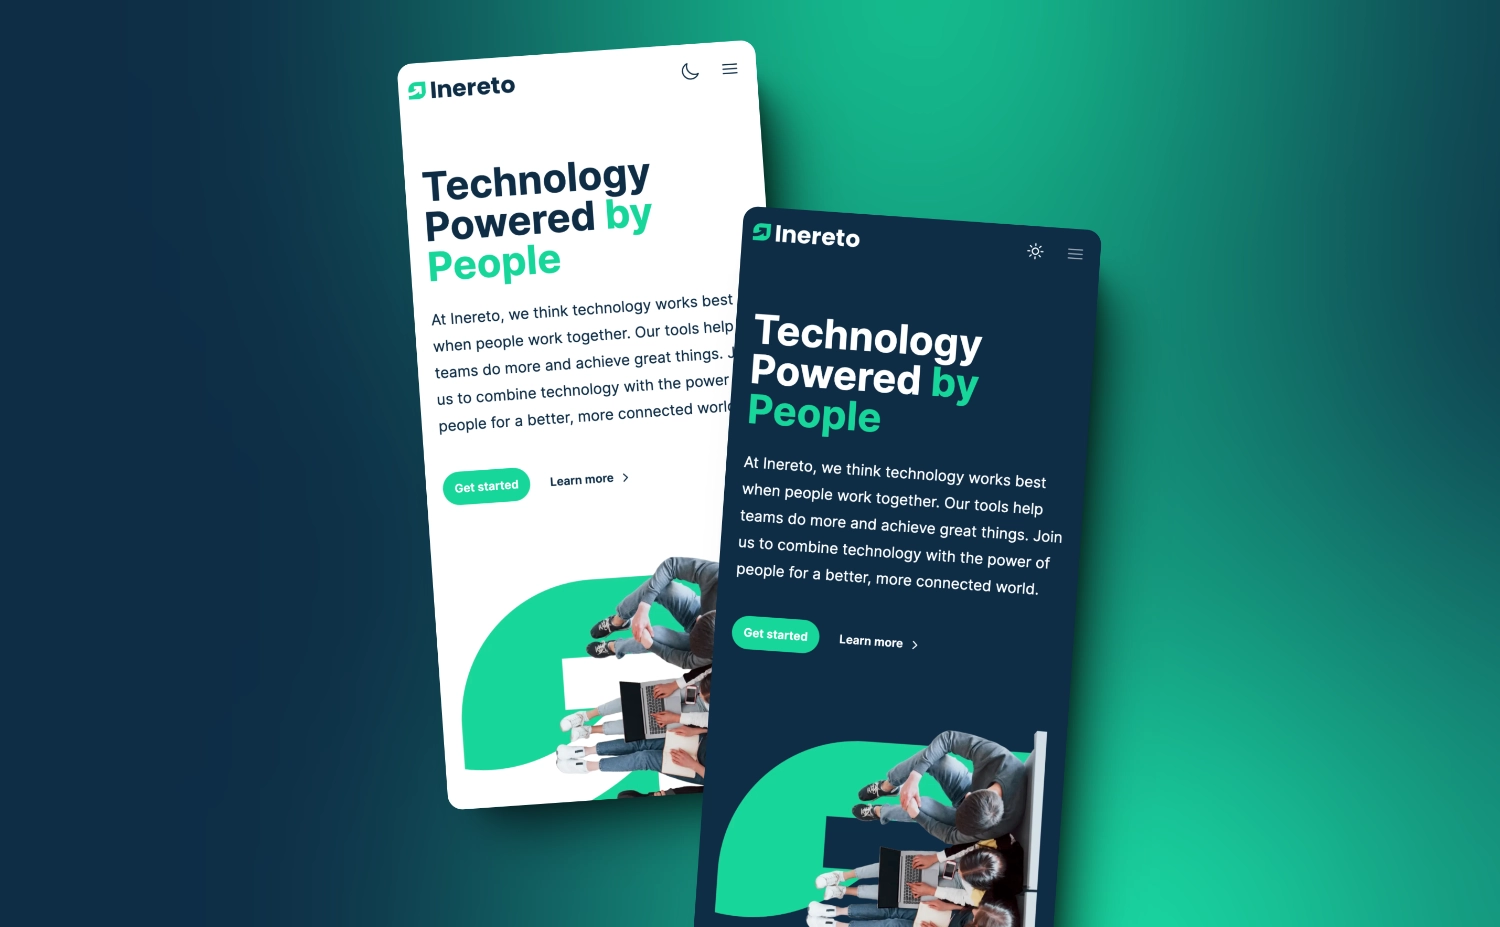 Inereto
Technology
Powered by
People
At Inereto, we think technology works best
when people work together. Our tools help
teams do more and achieve great things. J
us to combine technology with the power
people for a better, more connected world
Get started
Learn more
Inereto
Technology
Powered by
People
At Inereto, we think technology works best
when people work together. Our tools help
teams do more and achieve great things. Join
us to combine technology with the power of
people for a better, more connected world.
Get started
Learn more